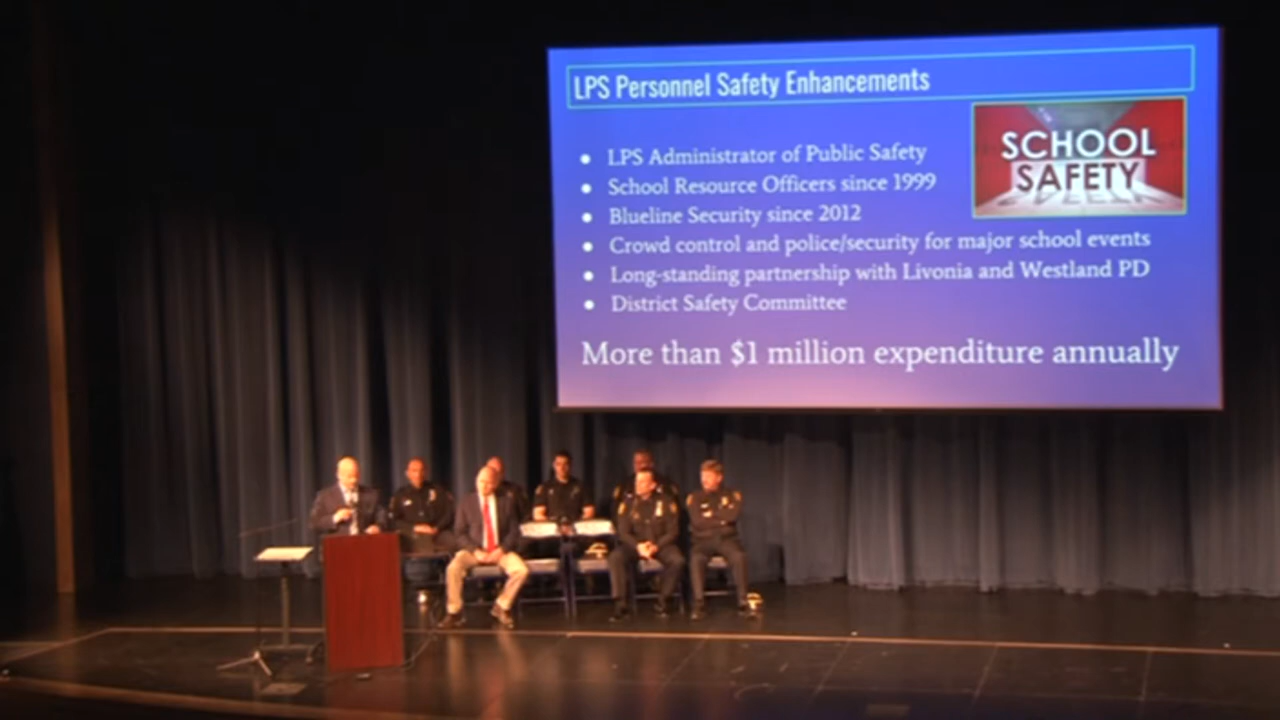 LPS Personnel Safety Enhancements
SCHOOL
SAFETY
LPS Administrator of Public Safety
School Resource Officers since 1999
Blueline Security since 2012
Crowd control and police/security for major school events
Long-standing partnership with Livonia and Westland PD
District Safety Committee
More than $1 million expenditure annually